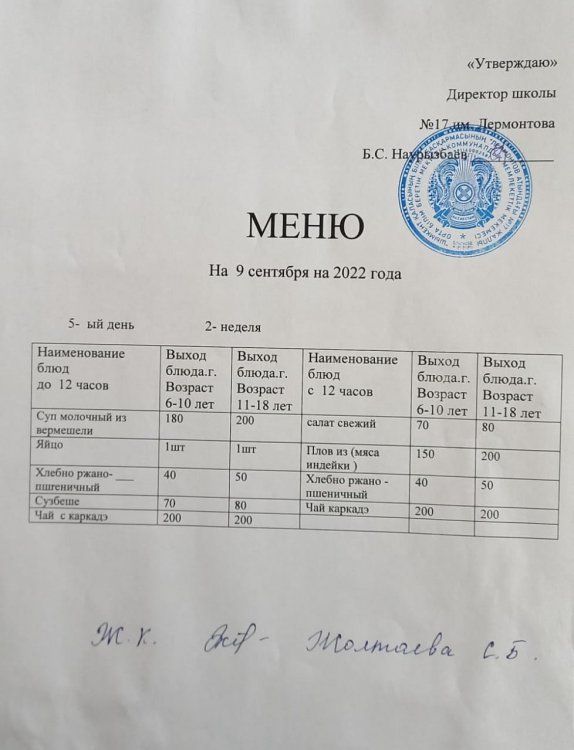 «Утверждаю»
Директор школы
№17 им. Лермонтова
Б.С. Наурызбаев
МЕНЮ
На 9 сентября на 2022 года
5- ый день 2- неделя
Наименование блюд до 12 часов Выход блюда.г. Возраст 6-10 лет Выход блюда.г. Возраст 11-18 лет Наименование блюд с 12 часов Выход блюда.г. Возраст 6-10 лет Выход блюда.г. Возраст 11-18 лет
Суп молочный из вермешели 180 200 салат свежий 70 80
Яйцо 1шт 1шт Плов из (мяса индейки ) 150 200
Хлебно ржано- пшгеничный 40 50 Хлебно ржано - пшеничный 40 50
Сузбеше 70 80 Чай каркадэ 200 200
Чай с каркадэ 200 200
Ж.К. Жолтаева С.Б.